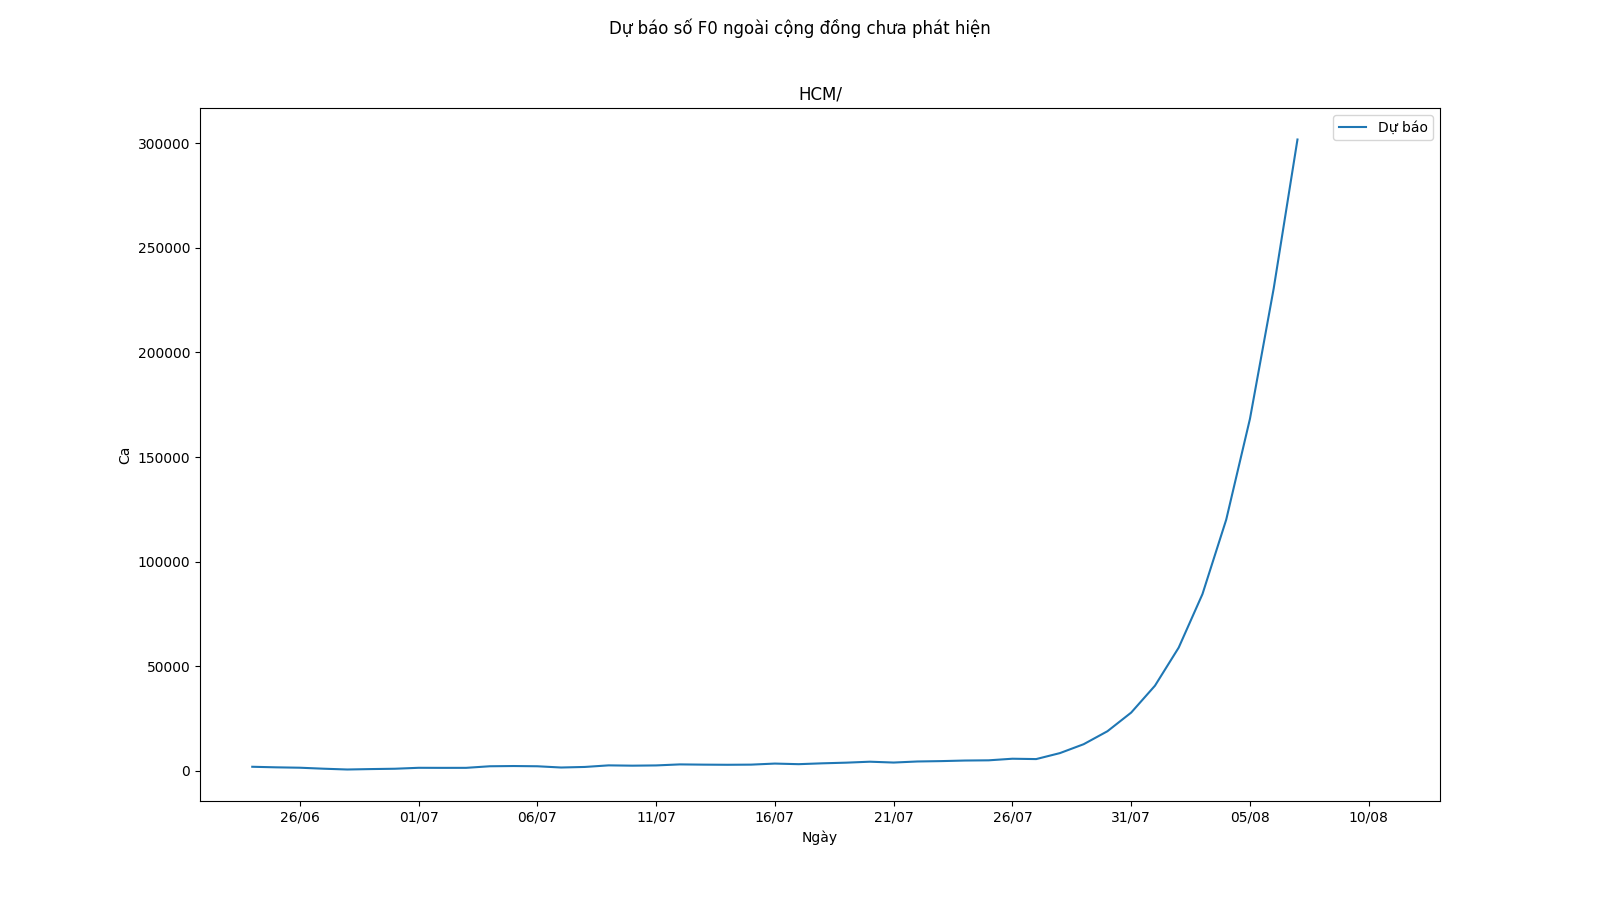 Dự báo số F0 ngoài cộng đồng chưa phát hiện
HCM/
Dự báo
300000
250000
200000
150000
100000
50000
0
Ca
26/06 01/07 06/07 11/07 16/07 21/07 26/07 31/07 05/08 10/08
Ngày